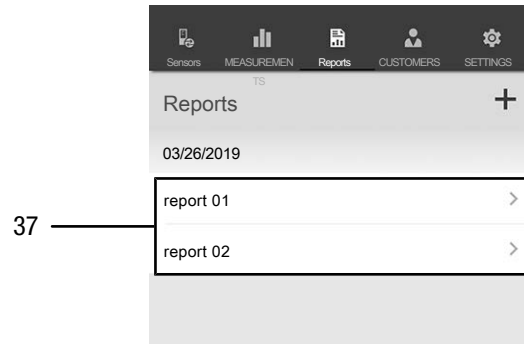 Sensors MEASUREMEN Reports CUSTOMERS SETTINGS
TS
Reports +
03/26/2019
report 01 >
37
report 02 >